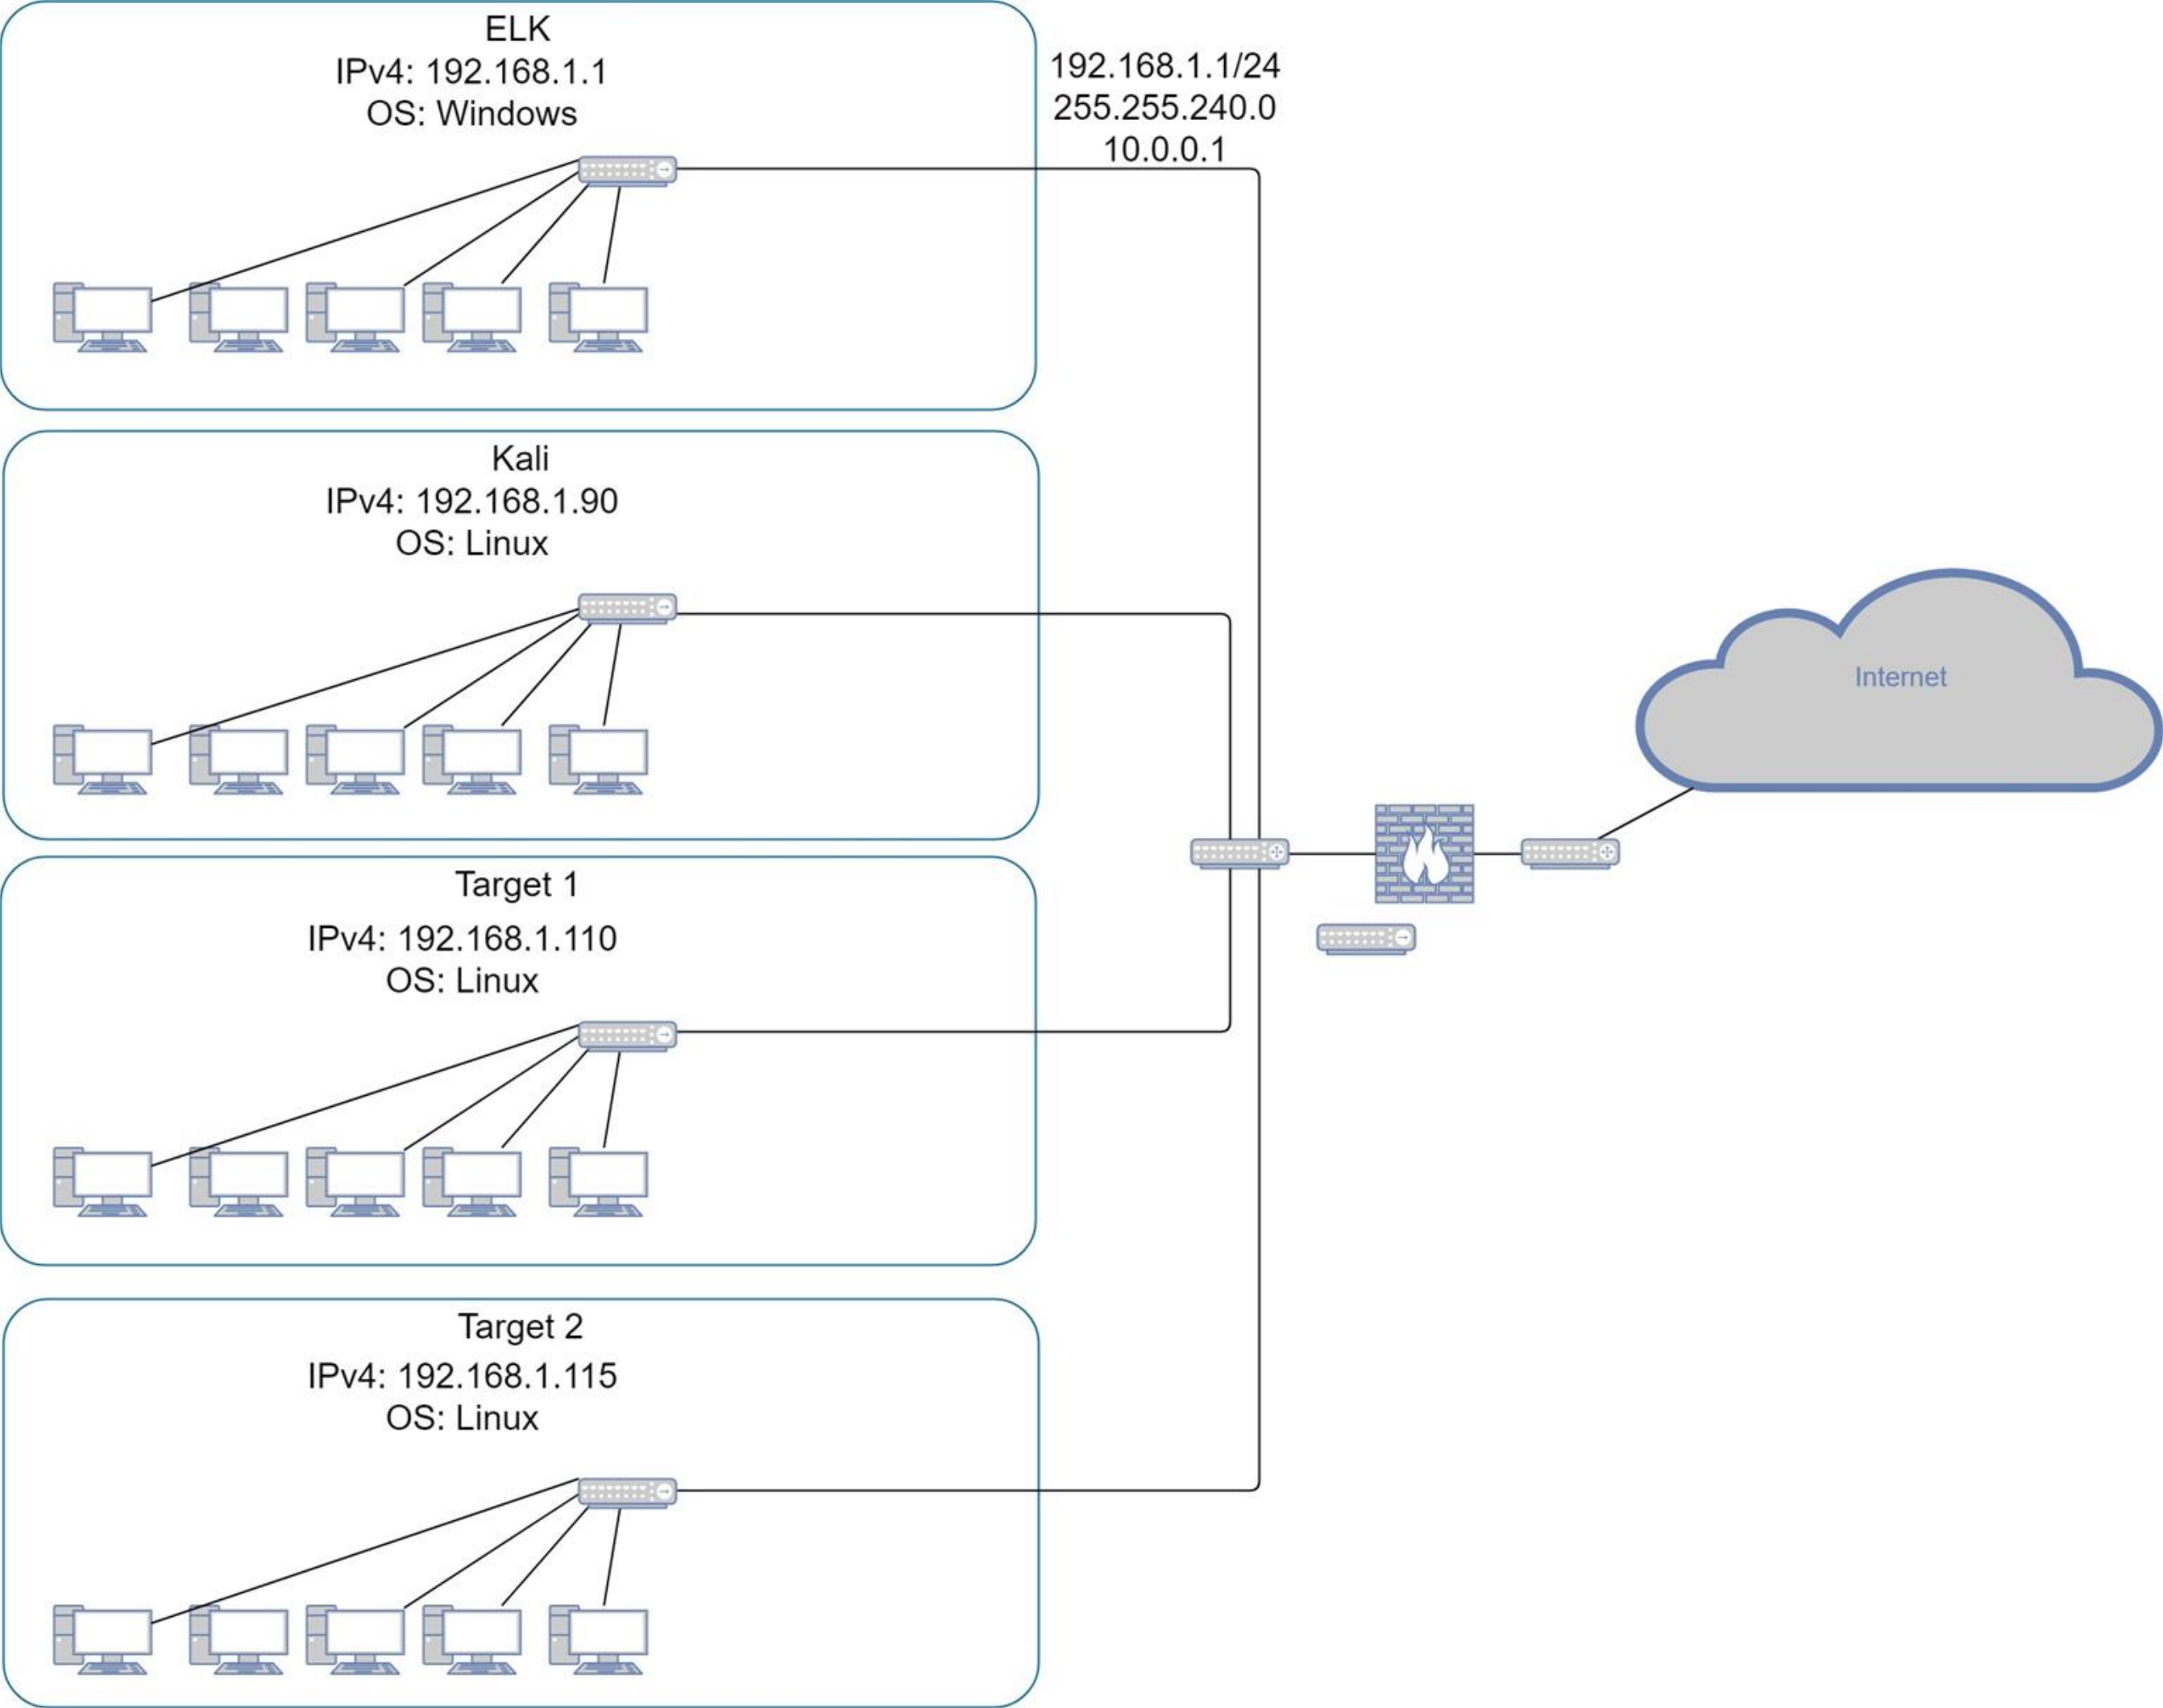 ELK
IPv4: 192.168.1.1
OS: Windows
192.168.1.1/24
255.255.240.0
10.0.0.1
Kali
IPv4: 192.168.1.90
OS: Linux
Internet
Target 1
IPv4: 192.168.1.110
OS: Linux
Target 2
IPv4: 192.168.1.115
OS: Linux